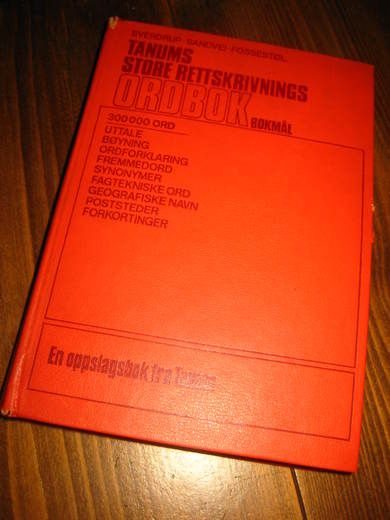 SVERDRUP · SANDVEI · FOSSESTØL
TANUMS
STORE RETTSKRIVNINGS
ORDBOK BOKMÅL
300 000 ORD
UTTALE
BØYNING
ORDFORKLARING
FREMMEDORD
SYNONYMER
FAGTEKNISKE ORD
GEOGRAFISKE NAVN
POSTSTEDER
FORKORTINGER
En oppslagsbok fra Tanum